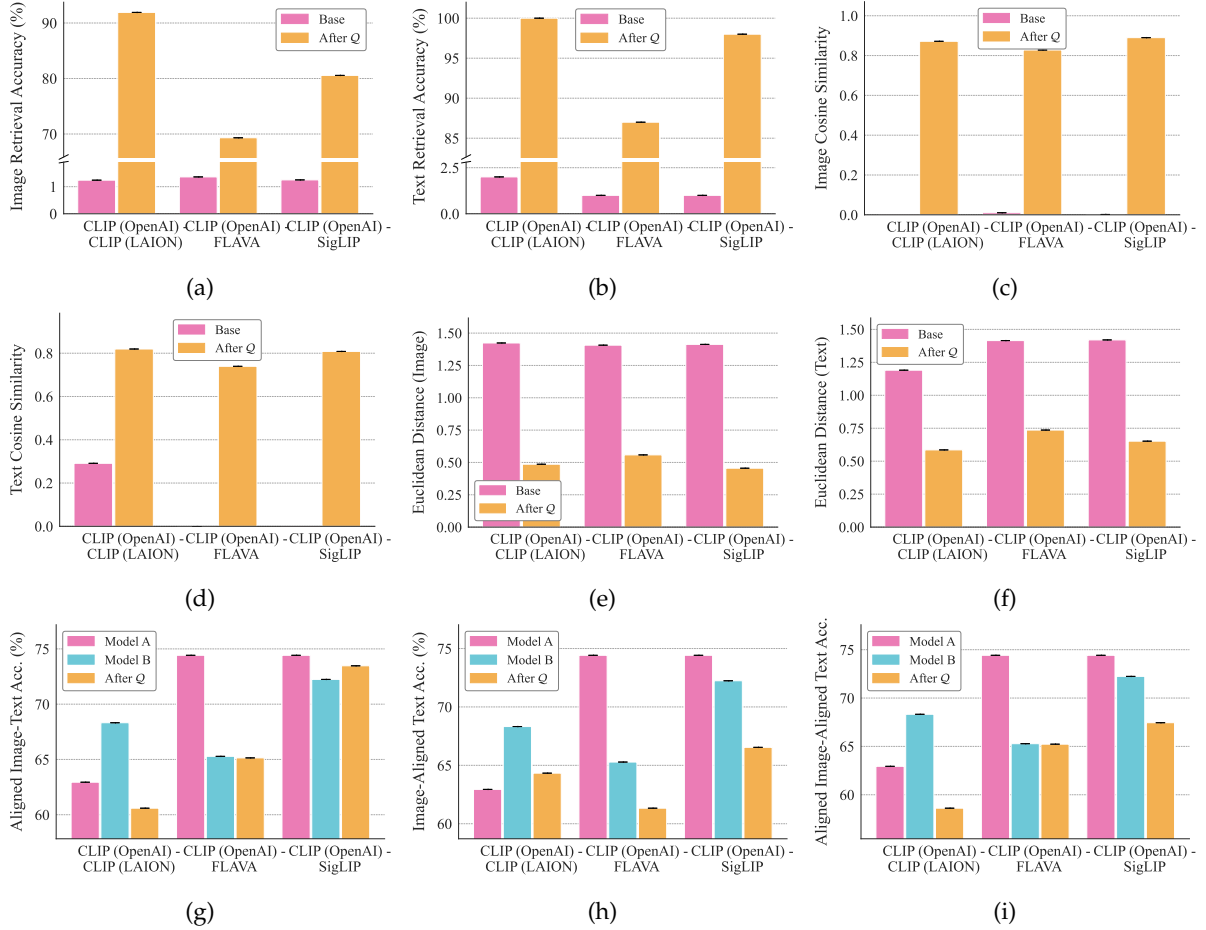 Image Retrieval Accuracy (%)
90
80
70
1
0
Base
After Q
CLIP (OpenAI) -
CLIP (LAION)
CLIP (OpenAI) -
FLAVA
CLIP (OpenAI) -
SigLIP
(a)
Text Retrieval Accuracy (%)
100
95
90
85
2.5
0.0
Base
After Q
CLIP (OpenAI) -
CLIP (LAION)
CLIP (OpenAI) -
FLAVA
CLIP (OpenAI) -
SigLIP
(b)
Image Cosine Similarity
1.0
0.8
0.6
0.4
0.2
0.0
Base
After Q
CLIP (OpenAI) -
CLIP (LAION)
CLIP (OpenAI) -
FLAVA
CLIP (OpenAI) -
SigLIP
(c)
Text Cosine Similarity
0.8
0.6
0.4
0.2
0.0
Base
After Q
CLIP (OpenAI) -
CLIP (LAION)
CLIP (OpenAI) -
FLAVA
CLIP (OpenAI) -
SigLIP
(d)
Euclidean Distance (Image)
1.50
1.25
1.00
0.75
0.50
0.25
0.00
Base
After Q
CLIP (OpenAI) -
CLIP (LAION)
CLIP (OpenAI) -
FLAVA
CLIP (OpenAI) -
SigLIP
(e)
Euclidean Distance (Text)
1.50
1.25
1.00
0.75
0.50
0.25
0.00
Base
After Q
CLIP (OpenAI) -
CLIP (LAION)
CLIP (OpenAI) -
FLAVA
CLIP (OpenAI) -
SigLIP
(f)
Aligned Image-Text Acc. (%)
75
70
65
60
Model A
Model B
After Q
CLIP (OpenAI) -
CLIP (LAION)
CLIP (OpenAI) -
FLAVA
CLIP (OpenAI) -
SigLIP
(g)
Image-Aligned Text Acc. (%)
75
70
65
60
Model A
Model B
After Q
CLIP (OpenAI) -
CLIP (LAION)
CLIP (OpenAI) -
FLAVA
CLIP (OpenAI) -
SigLIP
(h)
Aligned Image-Aligned Text Acc.
75
70
65
60
Model A
Model B
After Q
CLIP (OpenAI) -
CLIP (LAION)
CLIP (OpenAI) -
FLAVA
CLIP (OpenAI) -
SigLIP
(i)